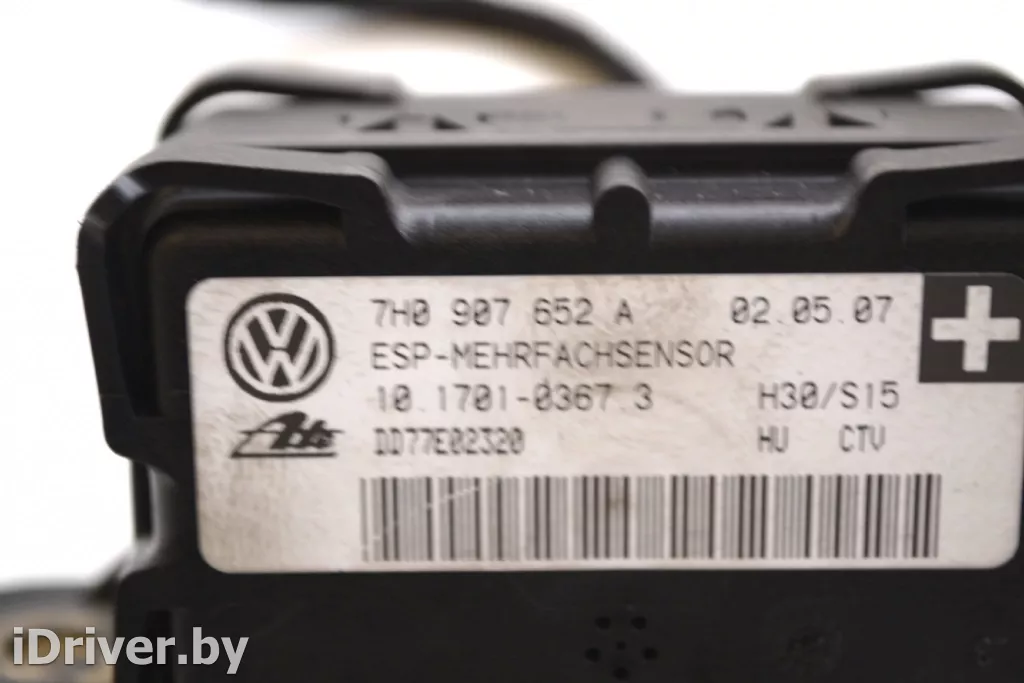 7H0 907 652 A 02.05.07
ESP-MEHRFACHSENSOR
10.1701-0367.3 H30/S15
Ate DD77E02320 HU CTV
iDriver.by